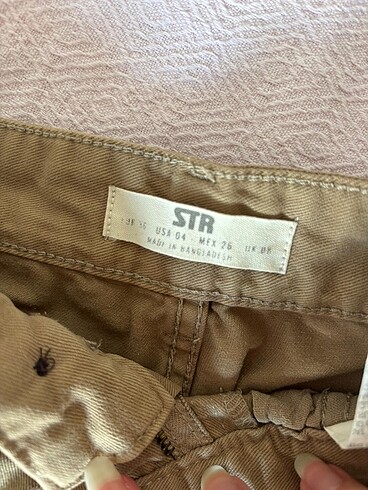 STR
EUR 36 USA 04 MEX 26 UK 08
MADE IN BANGLADESH